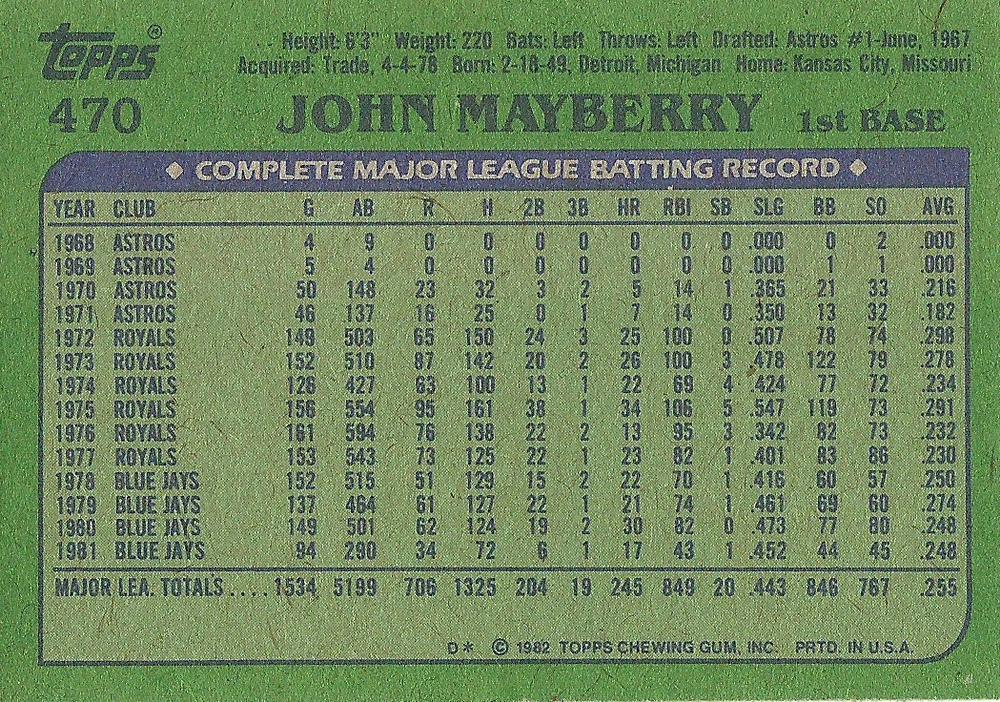 topps® Height: 6'3" Weight: 220 Bats: Left Throws: Left Drafted: Astros #1-June, 1967
Acquired: Trade, 4-4-78 Born: 2-18-49, Detroit, Michigan Home: Kansas City, Missouri
470 JOHN MAYBERRY 1st BASE
◆ COMPLETE MAJOR LEAGUE BATTING RECORD ◆
YEAR CLUB G AB R H 2B 3B HR RBI SB SLG BB SO AVG
1968 ASTROS 4 9 0 0 0 0 0 0 0 .000 0 2 .000
1969 ASTROS 5 4 0 0 0 0 0 0 0 .000 1 1 .000
1970 ASTROS 50 148 23 32 3 2 5 14 1 .365 21 33 .216
1971 ASTROS 46 137 16 25 0 1 7 14 0 .350 13 32 .182
1972 ROYALS 149 503 65 150 24 3 25 100 0 .507 78 74 .298
1973 ROYALS 152 510 87 142 20 2 26 100 3 .478 122 79 .278
1974 ROYALS 126 427 63 100 13 1 22 69 4 .424 77 72 .234
1975 ROYALS 156 554 95 161 38 1 34 106 5 .547 119 73 .291
1976 ROYALS 161 594 76 138 22 2 13 95 3 .342 82 73 .232
1977 ROYALS 153 543 73 125 22 1 23 82 1 .401 83 86 .230
1978 BLUE JAYS 152 515 51 129 15 2 22 70 1 .416 60 57 .250
1979 BLUE JAYS 137 464 61 127 22 1 21 74 1 .461 69 60 .274
1980 BLUE JAYS 149 501 62 124 19 2 30 82 0 .473 77 80 .248
1981 BLUE JAYS 94 290 34 72 6 1 17 43 1 .452 44 45 .248
MAJOR LEA. TOTALS .... 1534 5199 706 1325 204 19 245 849 20 .443 846 767 .255
D* © 1982 TOPPS CHEWING GUM, INC. PRTD. IN U.S.A.